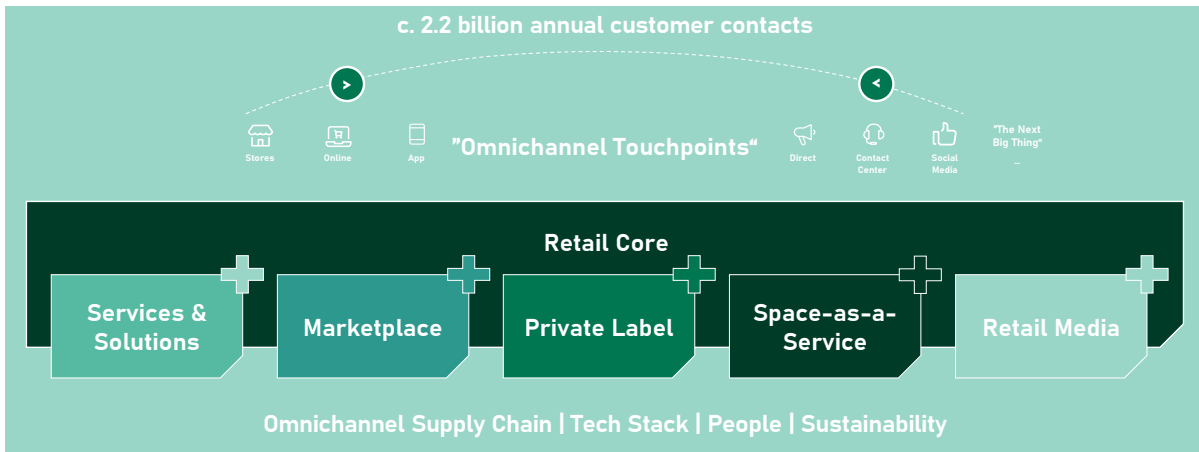 c. 2.2 billion annual customer contacts
Stores
Online
App
"Omnichannel Touchpoints“
Direct
Contact
Center
Social
Media
"The Next
Big Thing"
_
Retail Core
Services &
Solutions
Marketplace
Private Label
Space-as-a-
Service
Retail Media
Omnichannel Supply Chain | Tech Stack | People | Sustainability